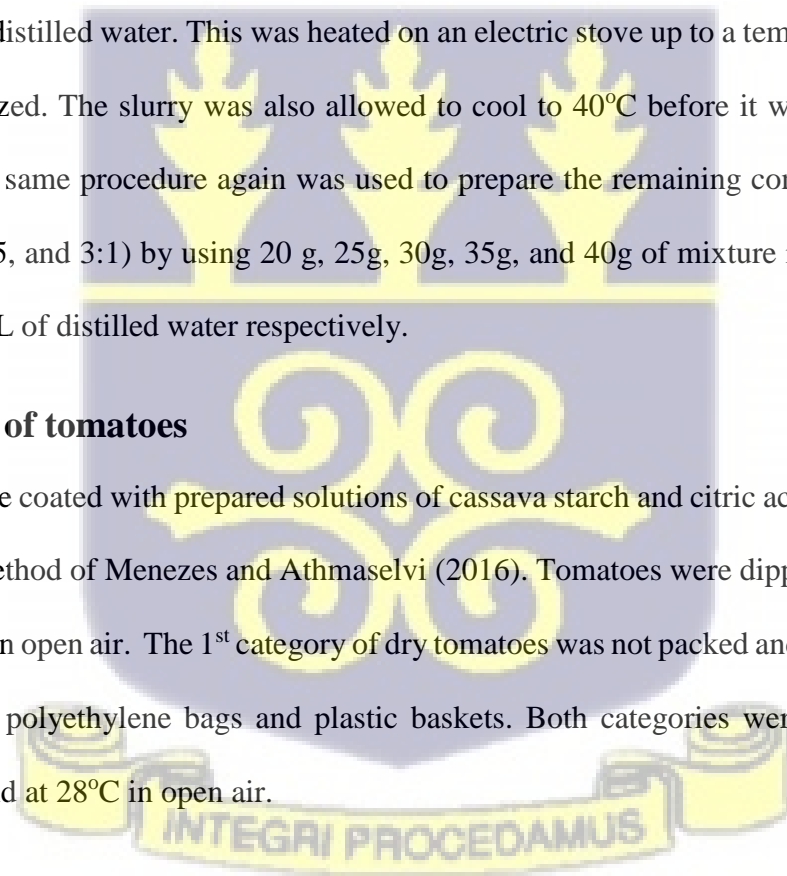 distilled water. This was heated on an electric stove up to a tem
zed. The slurry was also allowed to cool to 40°C before it w
same procedure again was used to prepare the remaining cor
5, and 3:1) by using 20 g, 25g, 30g, 35g, and 40g of mixture
L of distilled water respectively.
of tomatoes
e coated with prepared solutions of cassava starch and citric ac
ethod of Menezes and Athmaselvi (2016). Tomatoes were dipp
n open air. The 1st category of dry tomatoes was not packed and
polyethylene bags and plastic baskets. Both categories wer
d at 28°C in open air.
INTEGRI PROCEDAMUS